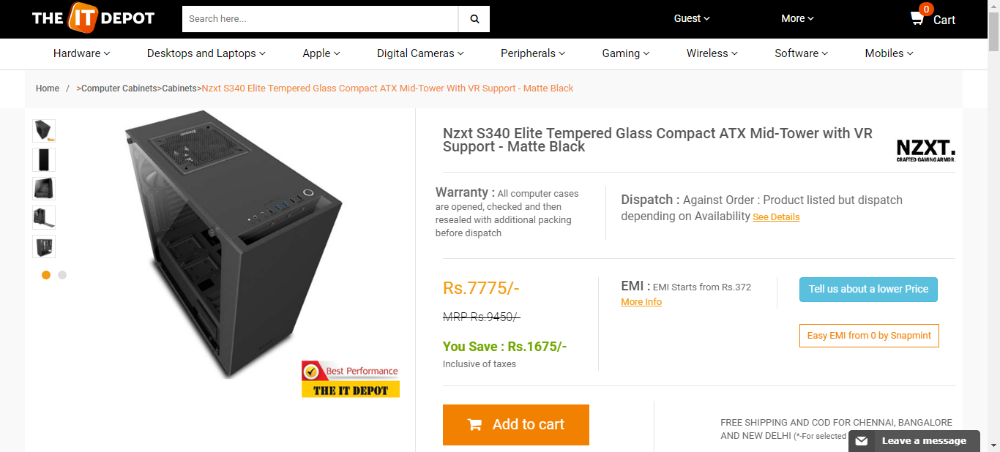 THE IT DEPOT
Search here...
Guest
More
0
Cart
Hardware
Desktops and Laptops
Apple
Digital Cameras
Peripherals
Gaming
Wireless
Software
Mobiles
Home / >Computer Cabinets>Cabinets>Nzxt S340 Elite Tempered Glass Compact ATX Mid-Tower With VR Support - Matte Black
Nzxt S340 Elite Tempered Glass Compact ATX Mid-Tower with VR
Support - Matte Black
NZXT.
CRAFTED GAMING ARMOR.
Warranty : All computer cases
are opened, checked and then
resealed with additional packing
before dispatch
Dispatch : Against Order : Product listed but dispatch
depending on Availability See Details
Rs.7775/-
MRP Rs.9450/-
You Save : Rs.1675/-
Inclusive of taxes
EMI : EMI Starts from Rs.372
More Info
Tell us about a lower Price
Easy EMI from 0 by Snapmint
Best Performance
THE IT DEPOT
Add to cart
FREE SHIPPING AND COD FOR CHENNAI, BANGALORE
AND NEW DELHI (*-For selected
Leave a message